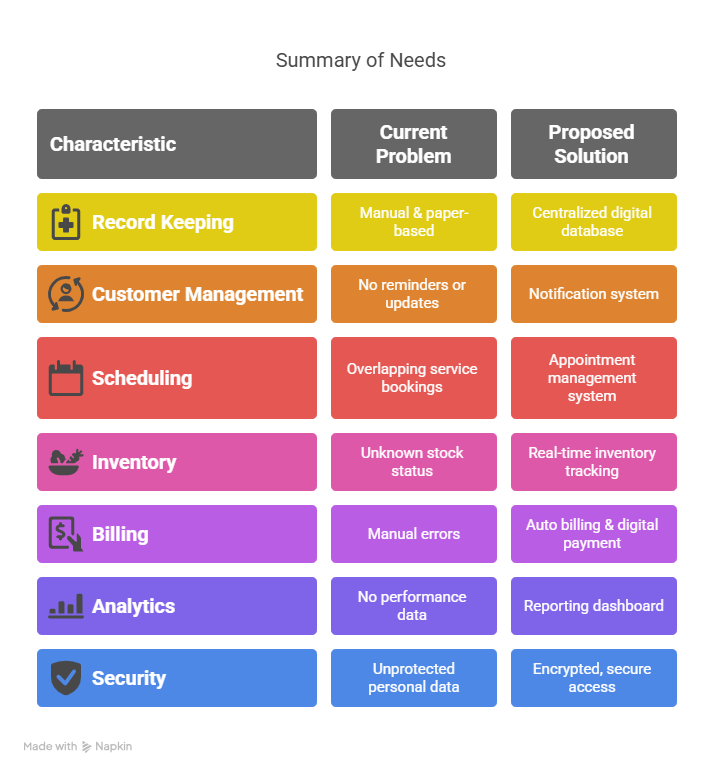 Summary of Needs
Characteristic
Current
Problem
Proposed
Solution
Record Keeping
Manual & paper-
based
Centralized digital
database
Customer Management
No reminders or
updates
Notification system
Scheduling
Overlapping service
bookings
Appointment
management
system
Inventory
Unknown stock
status
Real-time inventory
tracking
$
Billing
Manual errors
Auto billing & digital
payment
Analytics
No performance
data
Reporting dashboard
Security
Unprotected
personal data
Encrypted, secure
access
Made with Napkin